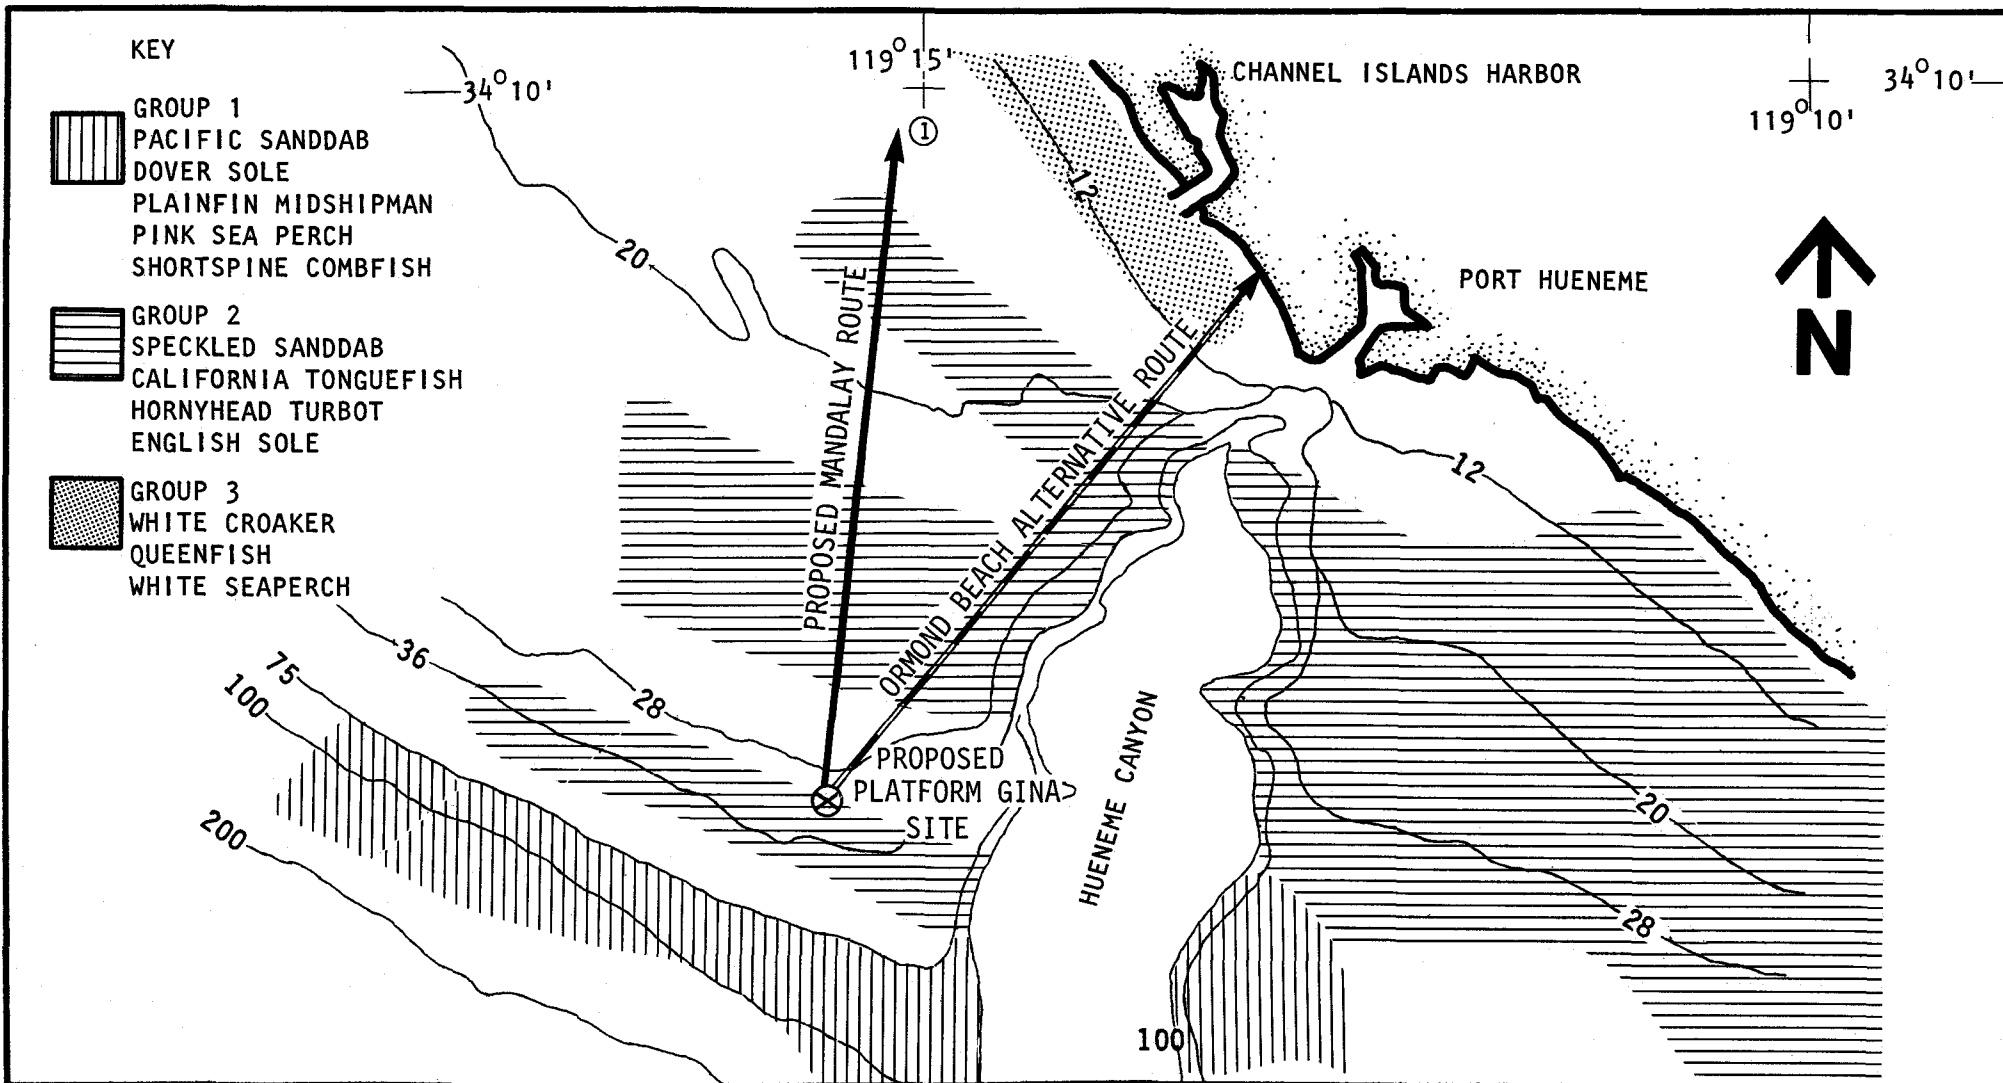 KEY
GROUP 1
PACIFIC SANDDAB
DOVER SOLE
PLAINFIN MIDSHIPMAN
PINK SEA PERCH
SHORTSPINE COMBFISH
GROUP 2
SPECKLED SANDDAB
CALIFORNIA TONGUEFISH
HORNYHEAD TURBOT
ENGLISH SOLE
GROUP 3
WHITE CROAKER
QUEENFISH
WHITE SEAPERCH
34°10'
119°15'
1
CHANNEL ISLANDS HARBOR
119°10'
34°10'
PORT HUENEME
N
12
20
PROPOSED MANDALAY ROUTE
ORMOND BEACH ALTERNATIVE ROUTE
12
36
28
75
100
200
PROPOSED
PLATFORM GINA
SITE
HUENEME CANYON
20
28
100